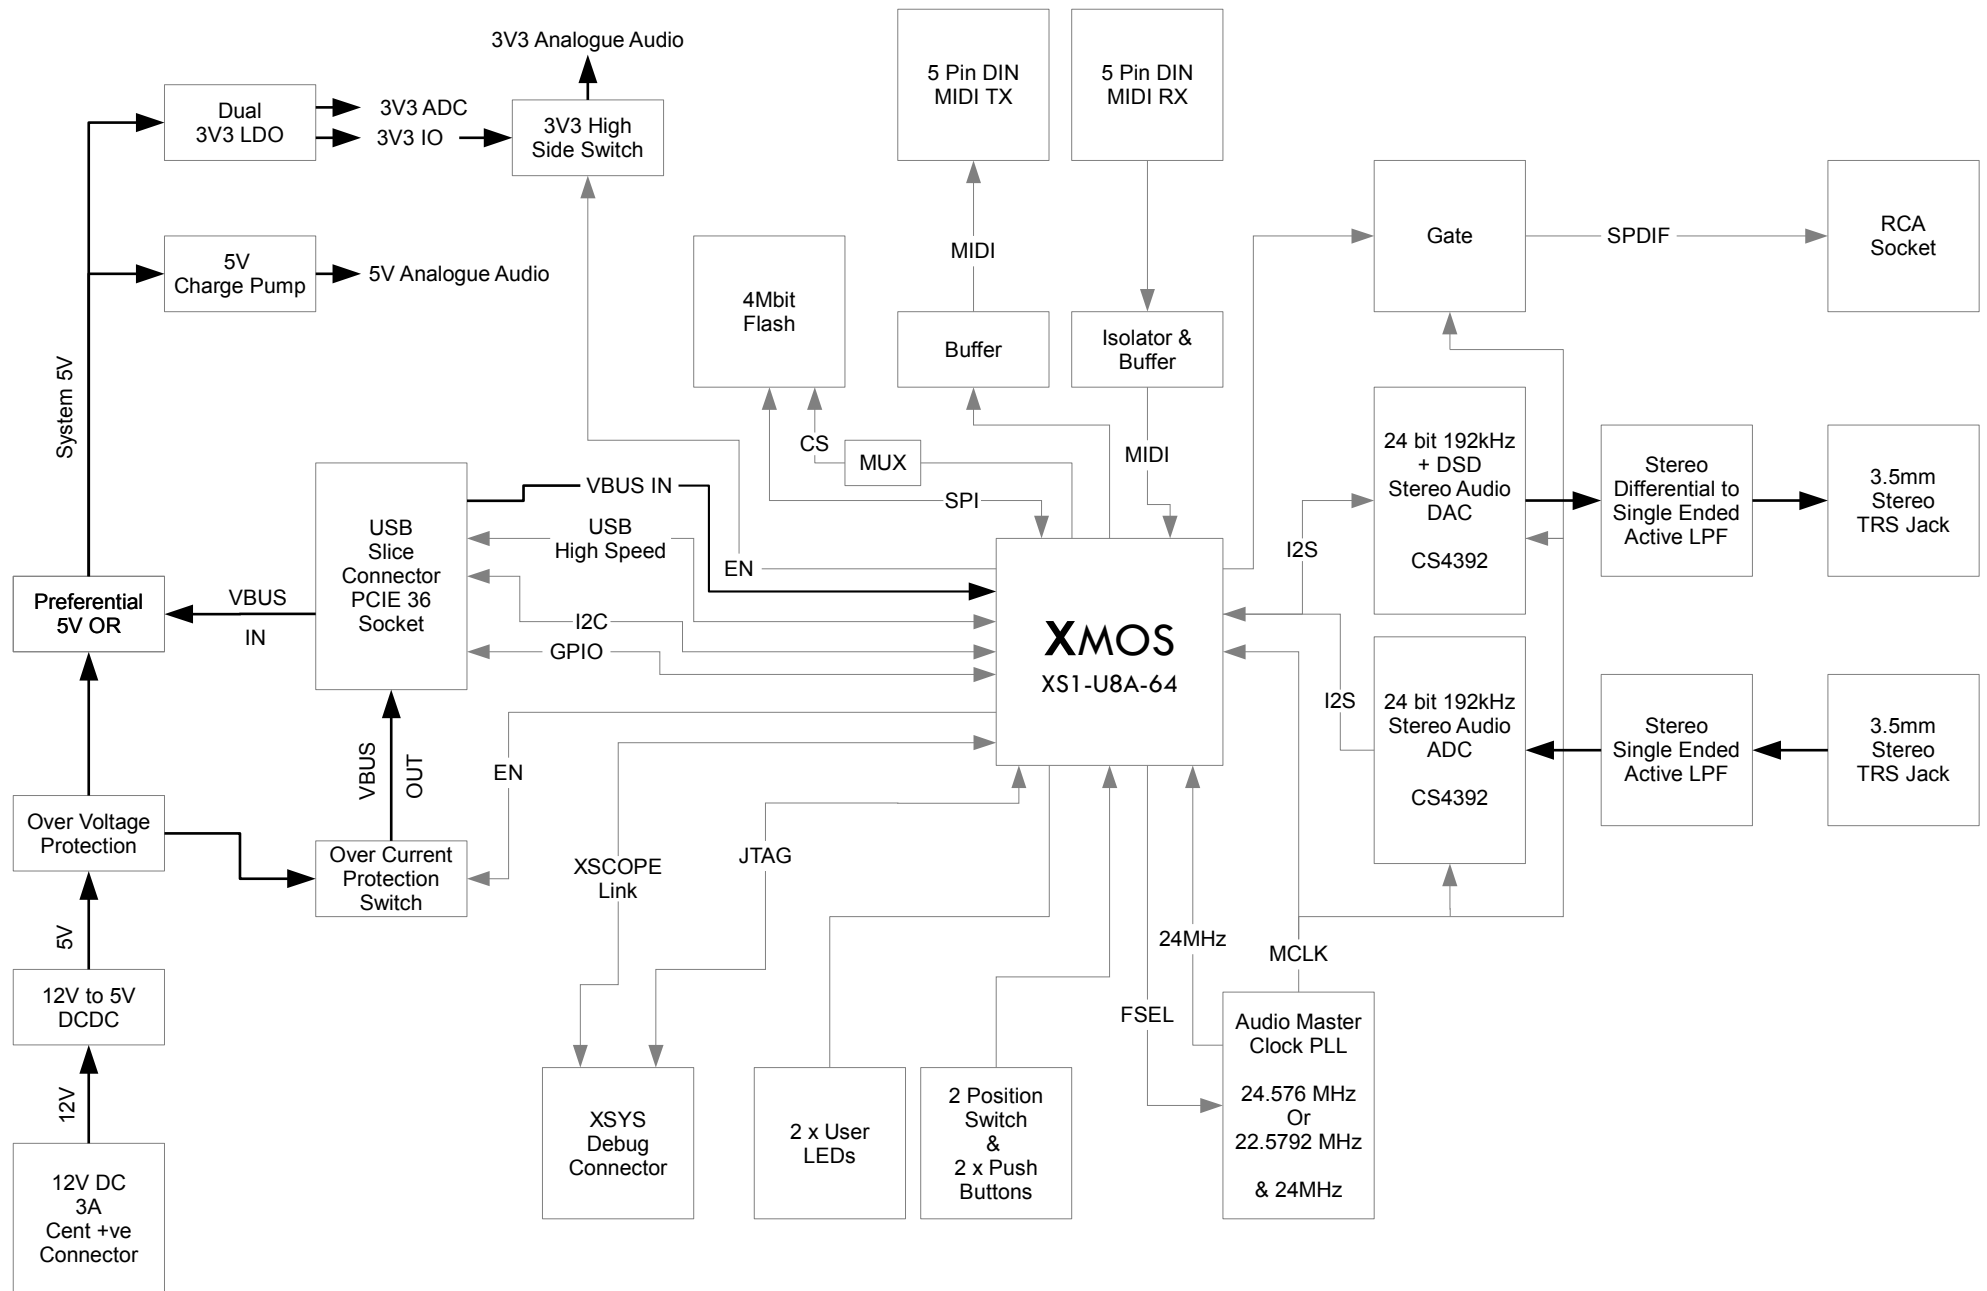 3V3 Analogue Audio
Dual
3V3 LDO
3V3 ADC
3V3 IO
3V3 High
Side Switch
5V
Charge Pump
5V Analogue Audio
System 5V
5 Pin DIN
MIDI TX
5 Pin DIN
MIDI RX
MIDI
4Mbit
Flash
Buffer
Isolator &
Buffer
Gate
SPDIF
RCA
Socket
CS
MUX
MIDI
SPI
VBUS IN
USB
High Speed
EN
I2C
GPIO
USB
Slice
Connector
PCIE 36
Socket
Preferential
5V OR
VBUS
IN
VBUS
OUT
EN
XMOS
XS1-U8A-64
I2S
24 bit 192kHz
+ DSD
Stereo Audio
DAC
CS4392
Stereo
Differential to
Single Ended
Active LPF
3.5mm
Stereo
TRS Jack
I2S
24 bit 192kHz
Stereo Audio
ADC
CS4392
Stereo
Single Ended
Active LPF
3.5mm
Stereo
TRS Jack
Over Voltage
Protection
Over Current
Protection
Switch
5V
12V to 5V
DCDC
12V
12V DC
3A
Cent +ve
Connector
XSCOPE
Link
JTAG
24MHz
MCLK
FSEL
XSYS
Debug
Connector
2 x User
LEDs
2 Position
Switch
&
2 x Push
Buttons
Audio Master
Clock PLL
24.576 MHz
Or
22.5792 MHz
& 24MHz